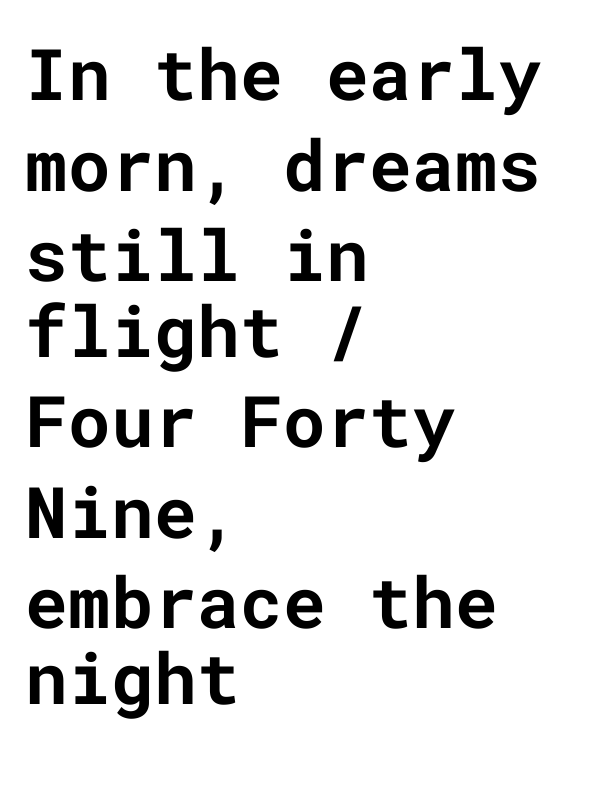 In the early
morn, dreams
still in
flight /
Four Forty
Nine,
embrace the
night